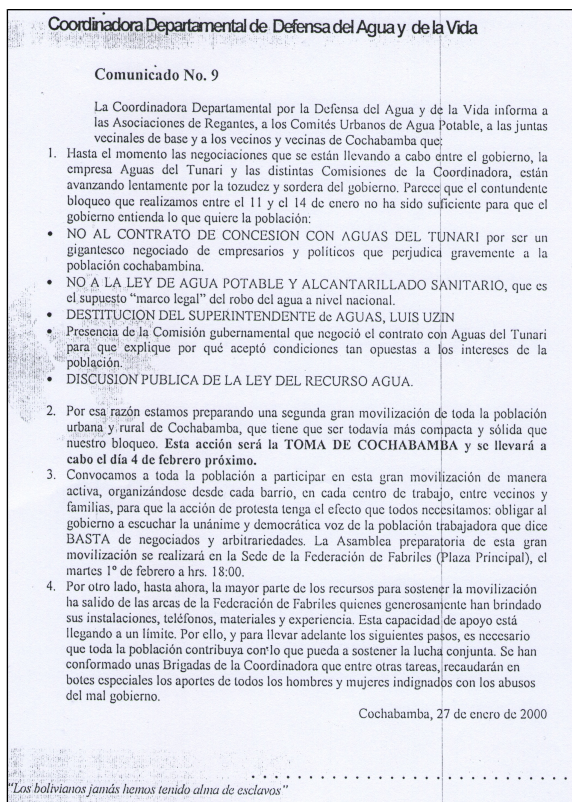 Coordinadora Departamental de Defensa del Agua y de la Vida
Comunicado No. 9
La Coordinadora Departamental por la Defensa del Agua y de la Vida informa a
las Asociaciones de Regantes, a los Comités Urbanos de Agua Potable, a las juntas
vecinales de base y a los vecinos y vecinas de Cochabamba que:
1. Hasta el momento las negociaciones que se están llevando a cabo entre el gobierno, la
empresa Aguas del Tunari y las distintas Comisiones de la Coordinadora, están
avanzando lentamente por la tozudez y sordera del gobierno. Parece que el contundente
bloqueo que realizamos entre el 11 y el 14 de enero no ha sido suficiente para que el
gobierno entienda lo que quiere la población:
• NO AL CONTRATO DE CONCESION CON AGUAS DEL TUNARI por ser un
gigantesco negociado de empresarios y políticos que perjudica gravemente a la
población cochabambina.
• NO A LA LEY DE AGUA POTABLE Y ALCANTARILLADO SANITARIO, que es
el supuesto “marco legal” del robo del agua a nivel nacional.
• DESTITUCION DEL SUPERINTENDENTE de AGUAS, LUIS UZIN
• Presencia de la Comisión gubernamental que negoció el contrato con Aguas del Tunari
para que explique por qué aceptó condiciones tan opuestas a los intereses de la
población.
• DISCUSION PUBLICA DE LA LEY DEL RECURSO AGUA.
2. Por esa razón estamos preparando una segunda gran movilización de toda la población
urbana y rural de Cochabamba, que tiene que ser todavía más compacta y sólida que
nuestro bloqueo. Esta acción será la TOMA DE COCHABAMBA y se llevará a
cabo el día 4 de febrero próximo.
3. Convocamos a toda la población a participar en esta gran movilización de manera
activa, organizándose desde cada barrio, en cada centro de trabajo, entre vecinos y
familias, para que la acción de protesta tenga el efecto que todos necesitamos: obligar al
gobierno a escuchar la unánime y democrática voz de la población trabajadora que dice
BASTA de negociados y arbitrariedades. La Asamblea preparatoria de esta gran
movilización se realizará en la Sede de la Federación de Fabriles (Plaza Principal), el
martes 1º de febrero a hrs. 18:00.
4. Por otro lado, hasta ahora, la mayor parte de los recursos para sostener la movilización
ha salido de las arcas de la Federación de Fabriles quienes generosamente han brindado
sus instalaciones, teléfonos, materiales y experiencia. Esta capacidad de apoyo está
llegando a un límite. Por ello, y para llevar adelante los siguientes pasos, es necesario
que toda la población contribuya con lo que pueda a sostener la lucha conjunta. Se han
conformado unas Brigadas de la Coordinadora que entre otras tareas, recaudarán en
botes especiales los aportes de todos los hombres y mujeres indignados con los abusos
del mal gobierno.
Cochabamba, 27 de enero de 2000
"Los bolivianos jamás hemos tenido alma de esclavos"